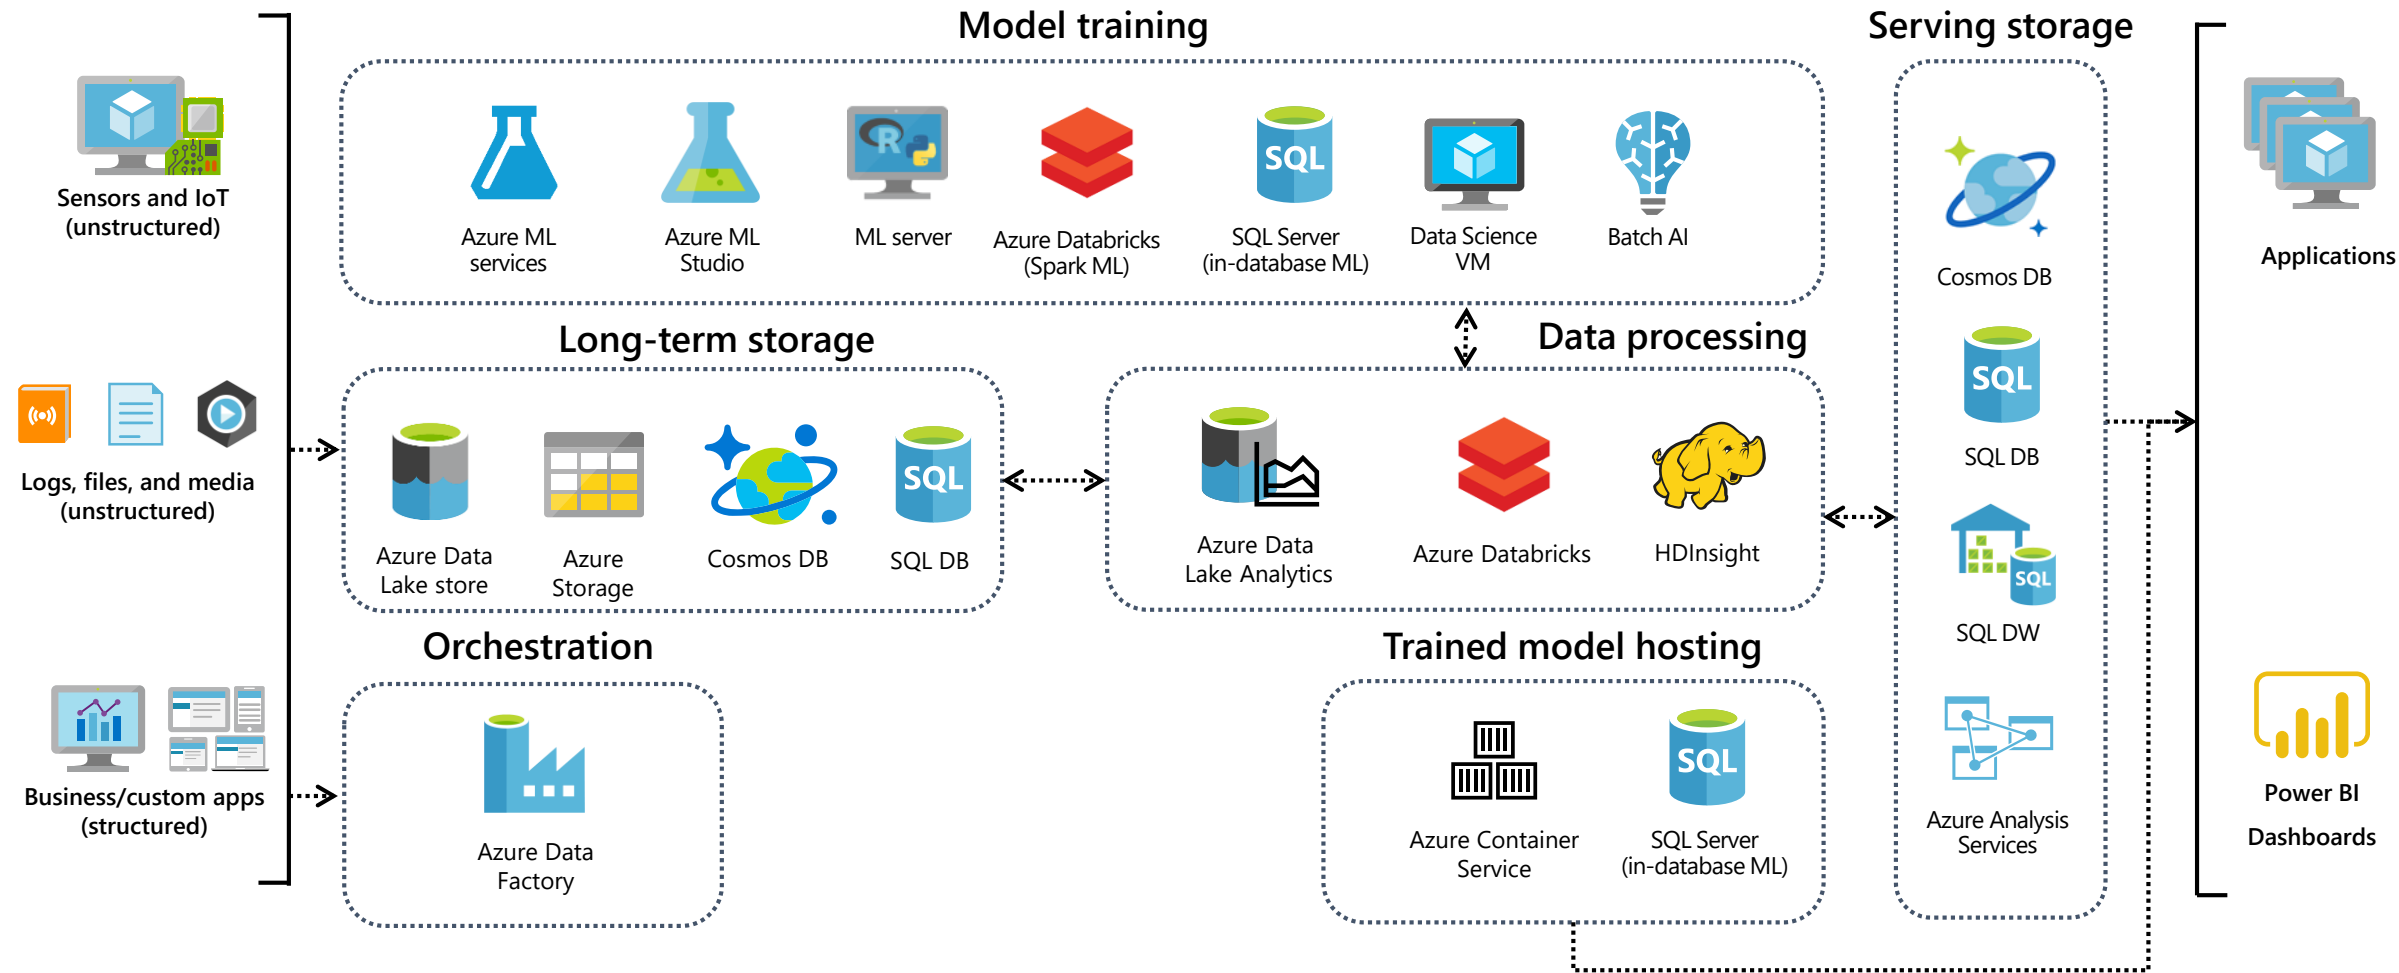 Model training
Serving storage
Sensors and IoT
(unstructured)
Logs, files, and media
(unstructured)
Business/custom apps
(structured)
Azure ML
services
Azure ML
Studio
R
ML server
Azure Databricks
(Spark ML)
SQL
SQL Server
(in-database ML)
Data Science
VM
Batch AI
Long-term storage
Azure Data
Lake store
Azure
Storage
Cosmos DB
SQL
SQL DB
Data processing
Azure Data
Lake Analytics
Azure Databricks
HDInsight
Orchestration
Azure Data
Factory
Trained model hosting
Azure Container
Service
SQL
SQL Server
(in-database ML)
Cosmos DB
SQL
SQL DB
SQL
SQL DW
Azure Analysis
Services
Applications
Power BI
Dashboards